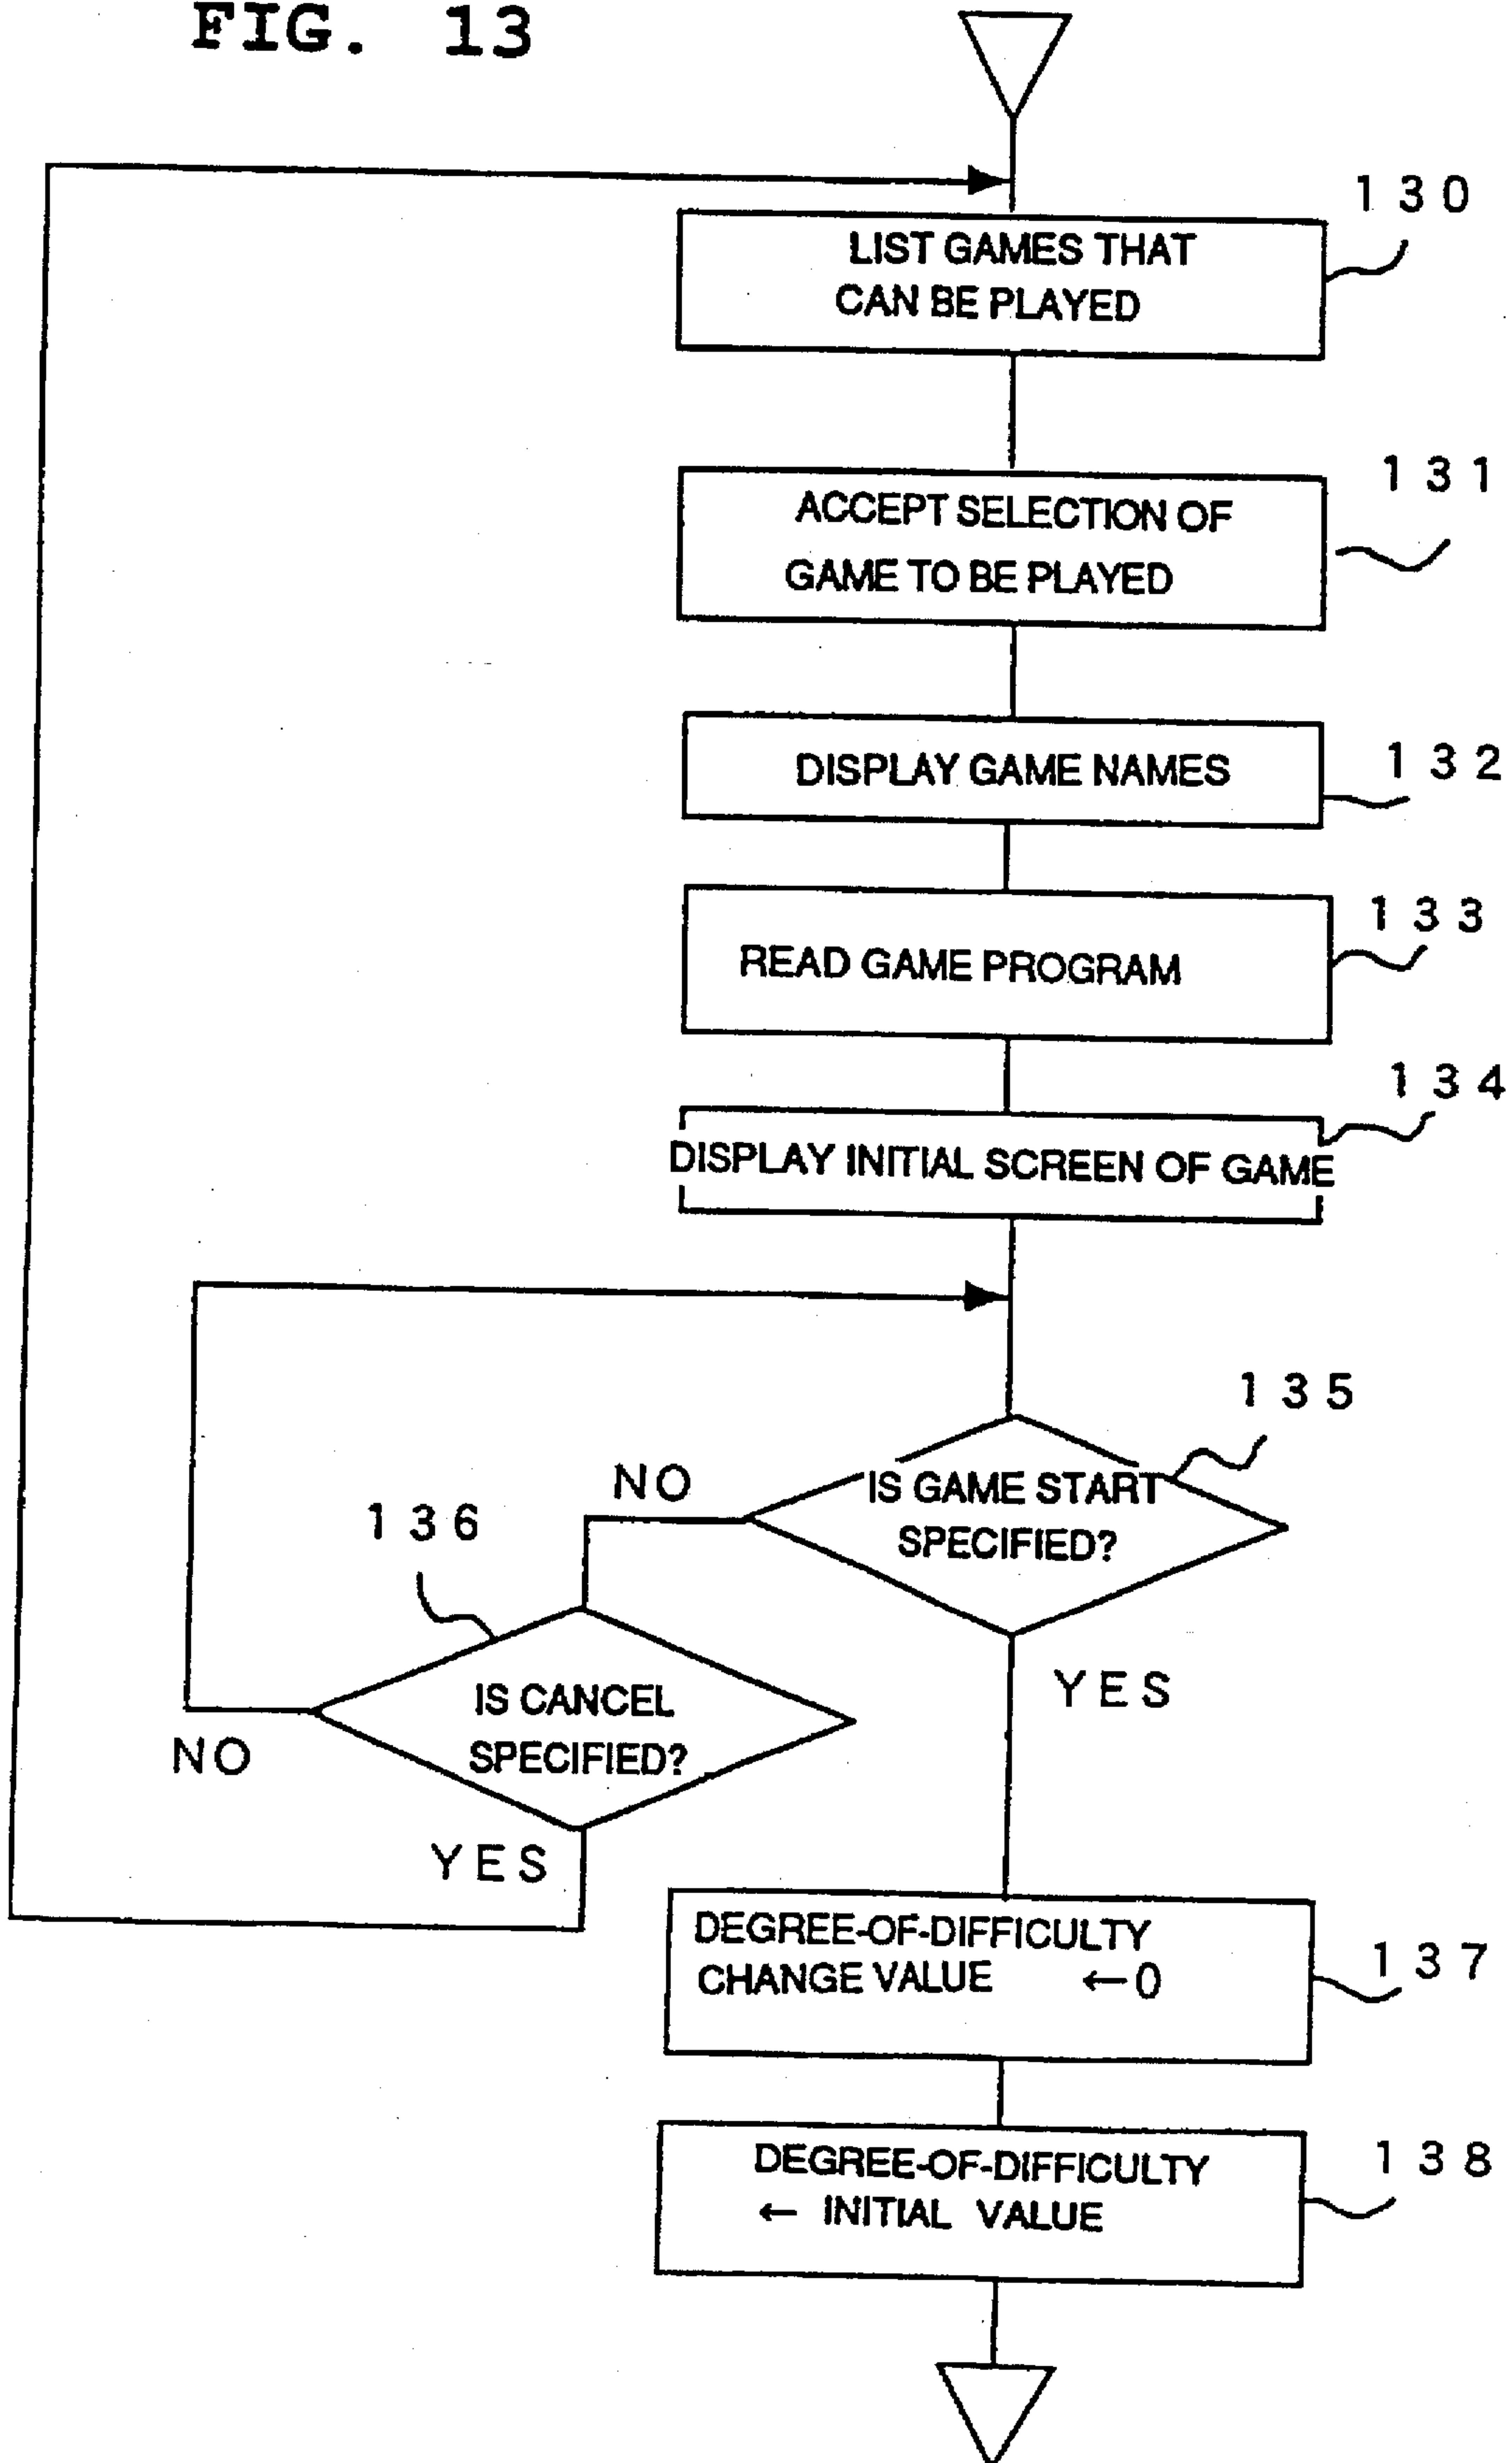 FIG. 13
130
LIST GAMES THAT
CAN BE PLAYED
131
ACCEPT SELECTION OF
GAME TO BE PLAYED
132
DISPLAY GAME NAMES
133
READ GAME PROGRAM
134
DISPLAY INITIAL SCREEN OF GAME
135
IS GAME START
SPECIFIED?
NO
136
YES
IS CANCEL
SPECIFIED?
NO
YES
DEGREE-OF-DIFFICULTY
CHANGE VALUE ←0
137
DEGREE-OF-DIFFICULTY
← INITIAL VALUE
138